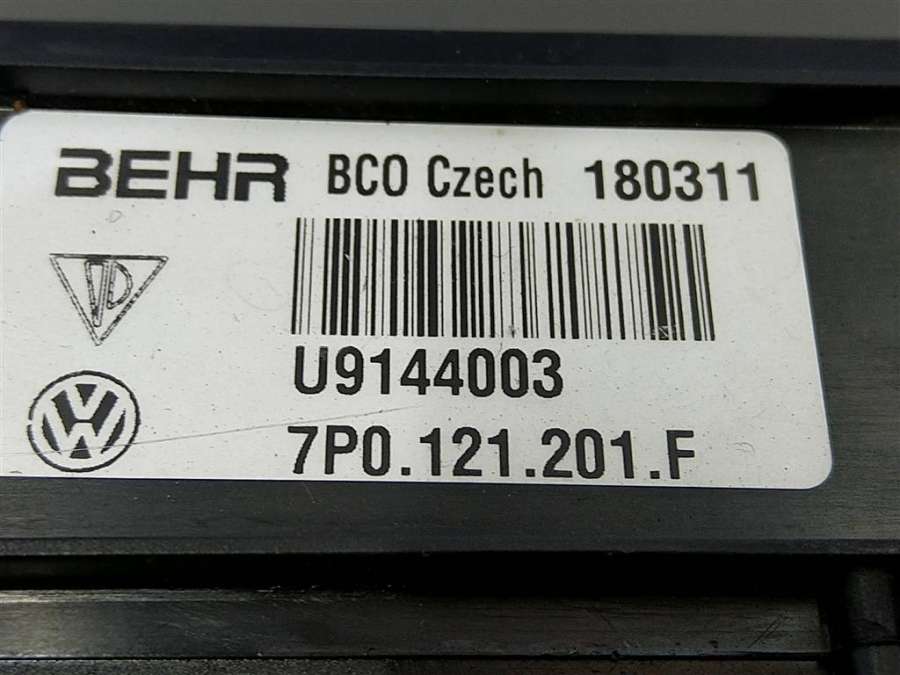 BEHR BCO Czech 180311
U9144003
7P0.121.201.F